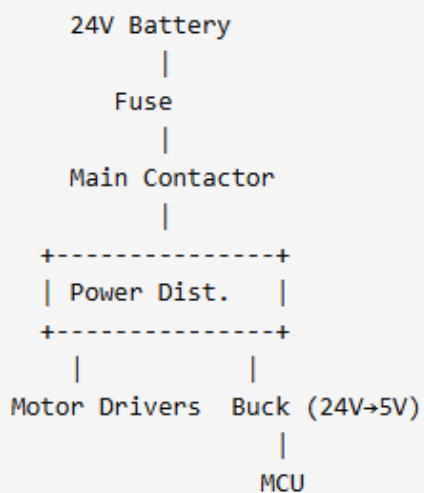 24V Battery
|
Fuse
|
Main Contactor
|
+---------------+
| Power Dist. |
+---------------+
| |
Motor Drivers Buck (24V→5V)
|
MCU